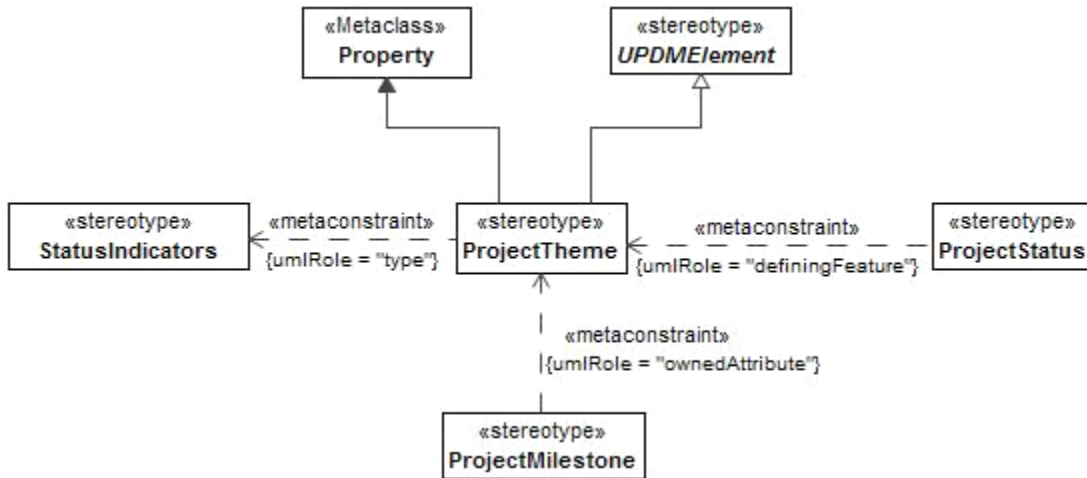 «Metaclass»
Property
«stereotype»
UPDMElement
«stereotype»
StatusIndicators
«metaconstraint»
{umlRole = "type"}
«stereotype»
ProjectTheme
«metaconstraint»
{umlRole = "definingFeature"}
«stereotype»
ProjectStatus
«metaconstraint»
{umlRole = "ownedAttribute"}
«stereotype»
ProjectMilestone